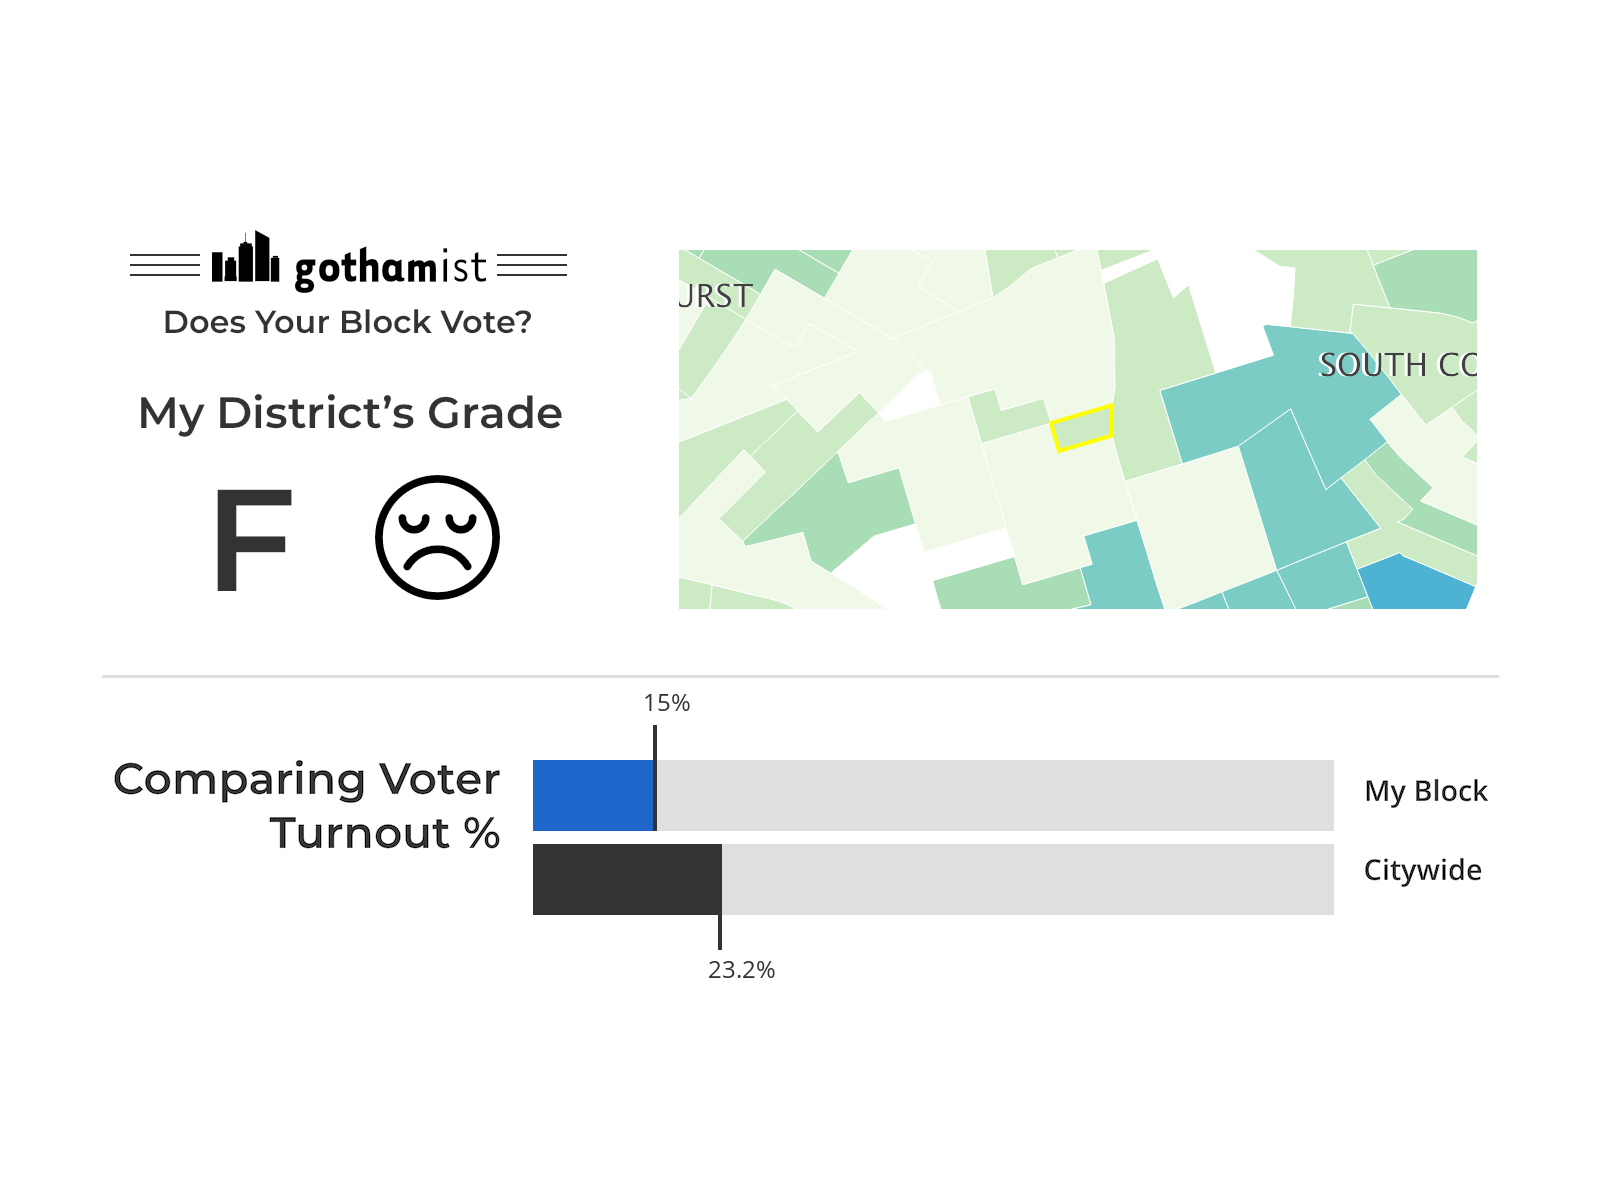 gothamist
Does Your Block Vote?
My District's Grade
F
URST
SOUTH CO
15%
Comparing Voter
Turnout %
My Block
Citywide
23.2%